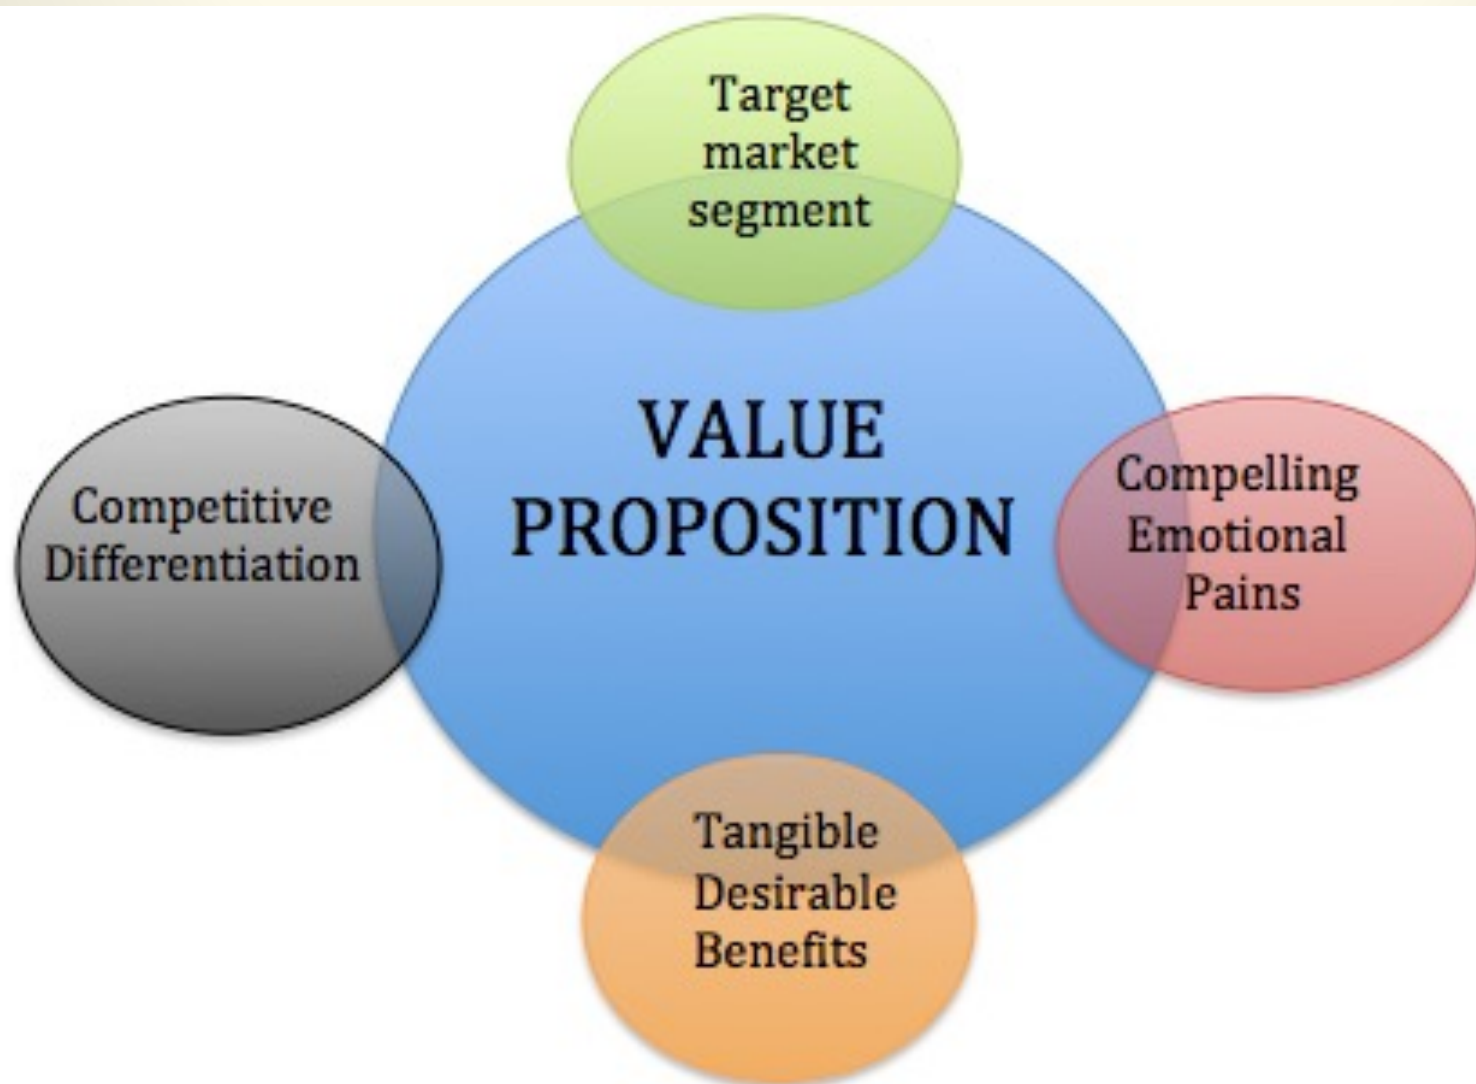 Target
market
segment
VALUE
PROPOSITION
Competitive
Differentiation
Compelling
Emotional
Pains
Tangible
Desirable
Benefits